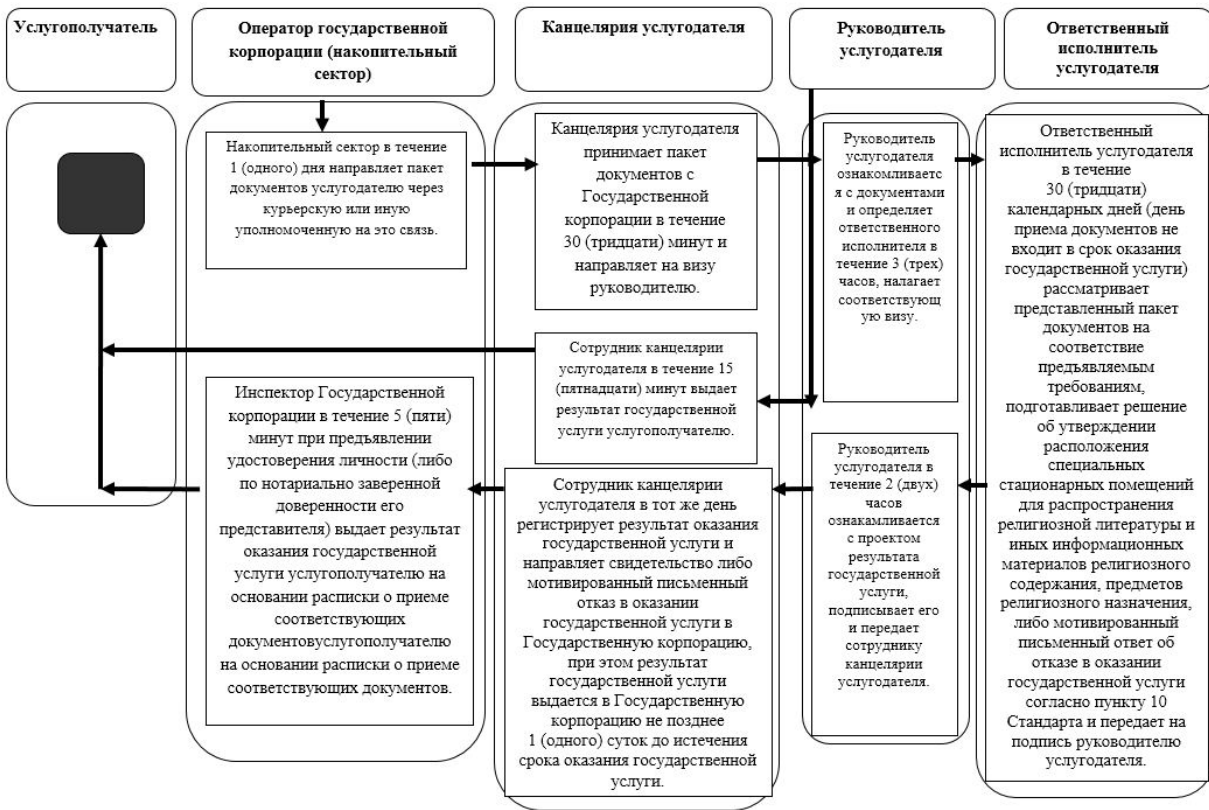 Услугополучатель
Оператор государственной
корпорации (накопительный
сектор)
Канцелярия услугодателя
Руководитель
услугодателя
Ответственный
исполнитель
услугодателя
Накопительный сектор в течение
1 (одного) дня направляет пакет
документов услугодателю через
курьерскую или иную
уполномоченную на это связь.
Канцелярия услугодателя
принимает пакет
документов с
Государственной
корпорации в течение
30 (тридцати) минут и
направляет на визу
руководителю.
Руководитель
услугодателя
ознакомливаетс
я с документами
и определяет
ответственного
исполнителя в
течение 3 (трех)
часов, налагает
соответствующ
ую визу.
Ответственный
исполнитель услугодателя
в течение
30 (тридцати)
календарных дней (день
приема документов не
входит в срок оказания
государственной услуги)
рассматривает
представленный пакет
документов на
соответствие
предъявляемым
требованиям,
подготавливает решение
об утверждении
расположения
специальных
стационарных помещений
для распространения
религиозной литературы и
иных информационных
материалов религиозного
содержания, предметов
религиозного назначения,
либо мотивированный
письменный ответ об
отказе в оказании
государственной услуги
согласно пункту 10
Стандарта и передает на
подпись руководителю
услугодателя.
Сотрудник канцелярии
услугодателя в течение 15
(пятнадцати) минут выдает
результат государственной
услуги услугополучателю.
Руководитель
услугодателя в
течение 2 (двух)
часов
ознакамливается
с проектом
результата
государственной
услуги,
подписывает его
и передает
сотруднику
канцелярии
услугодателя.
Сотрудник канцелярии
услугодателя в тот же день
регистрирует результат оказания
государственной услуги и
направляет свидетельство либо
мотивированный письменный
отказ в оказании
государственной услуги в
Государственную корпорацию,
при этом результат
государственной услуги
выдается в Государственную
корпорацию не позднее
1 (одного) суток до истечения
срока оказания государственной
услуги.
Инспектор Государственной
корпорации в течение 5 (пяти)
минут при предъявлении
удостоверения личности (либо
по нотариально заверенной
доверенности его
представителя) выдает результат
оказания государственной
услуги услугополучателю на
основании расписки о приеме
соответствующих
документовуслугополучателю
на основании расписки о приеме
соответствующих документов.